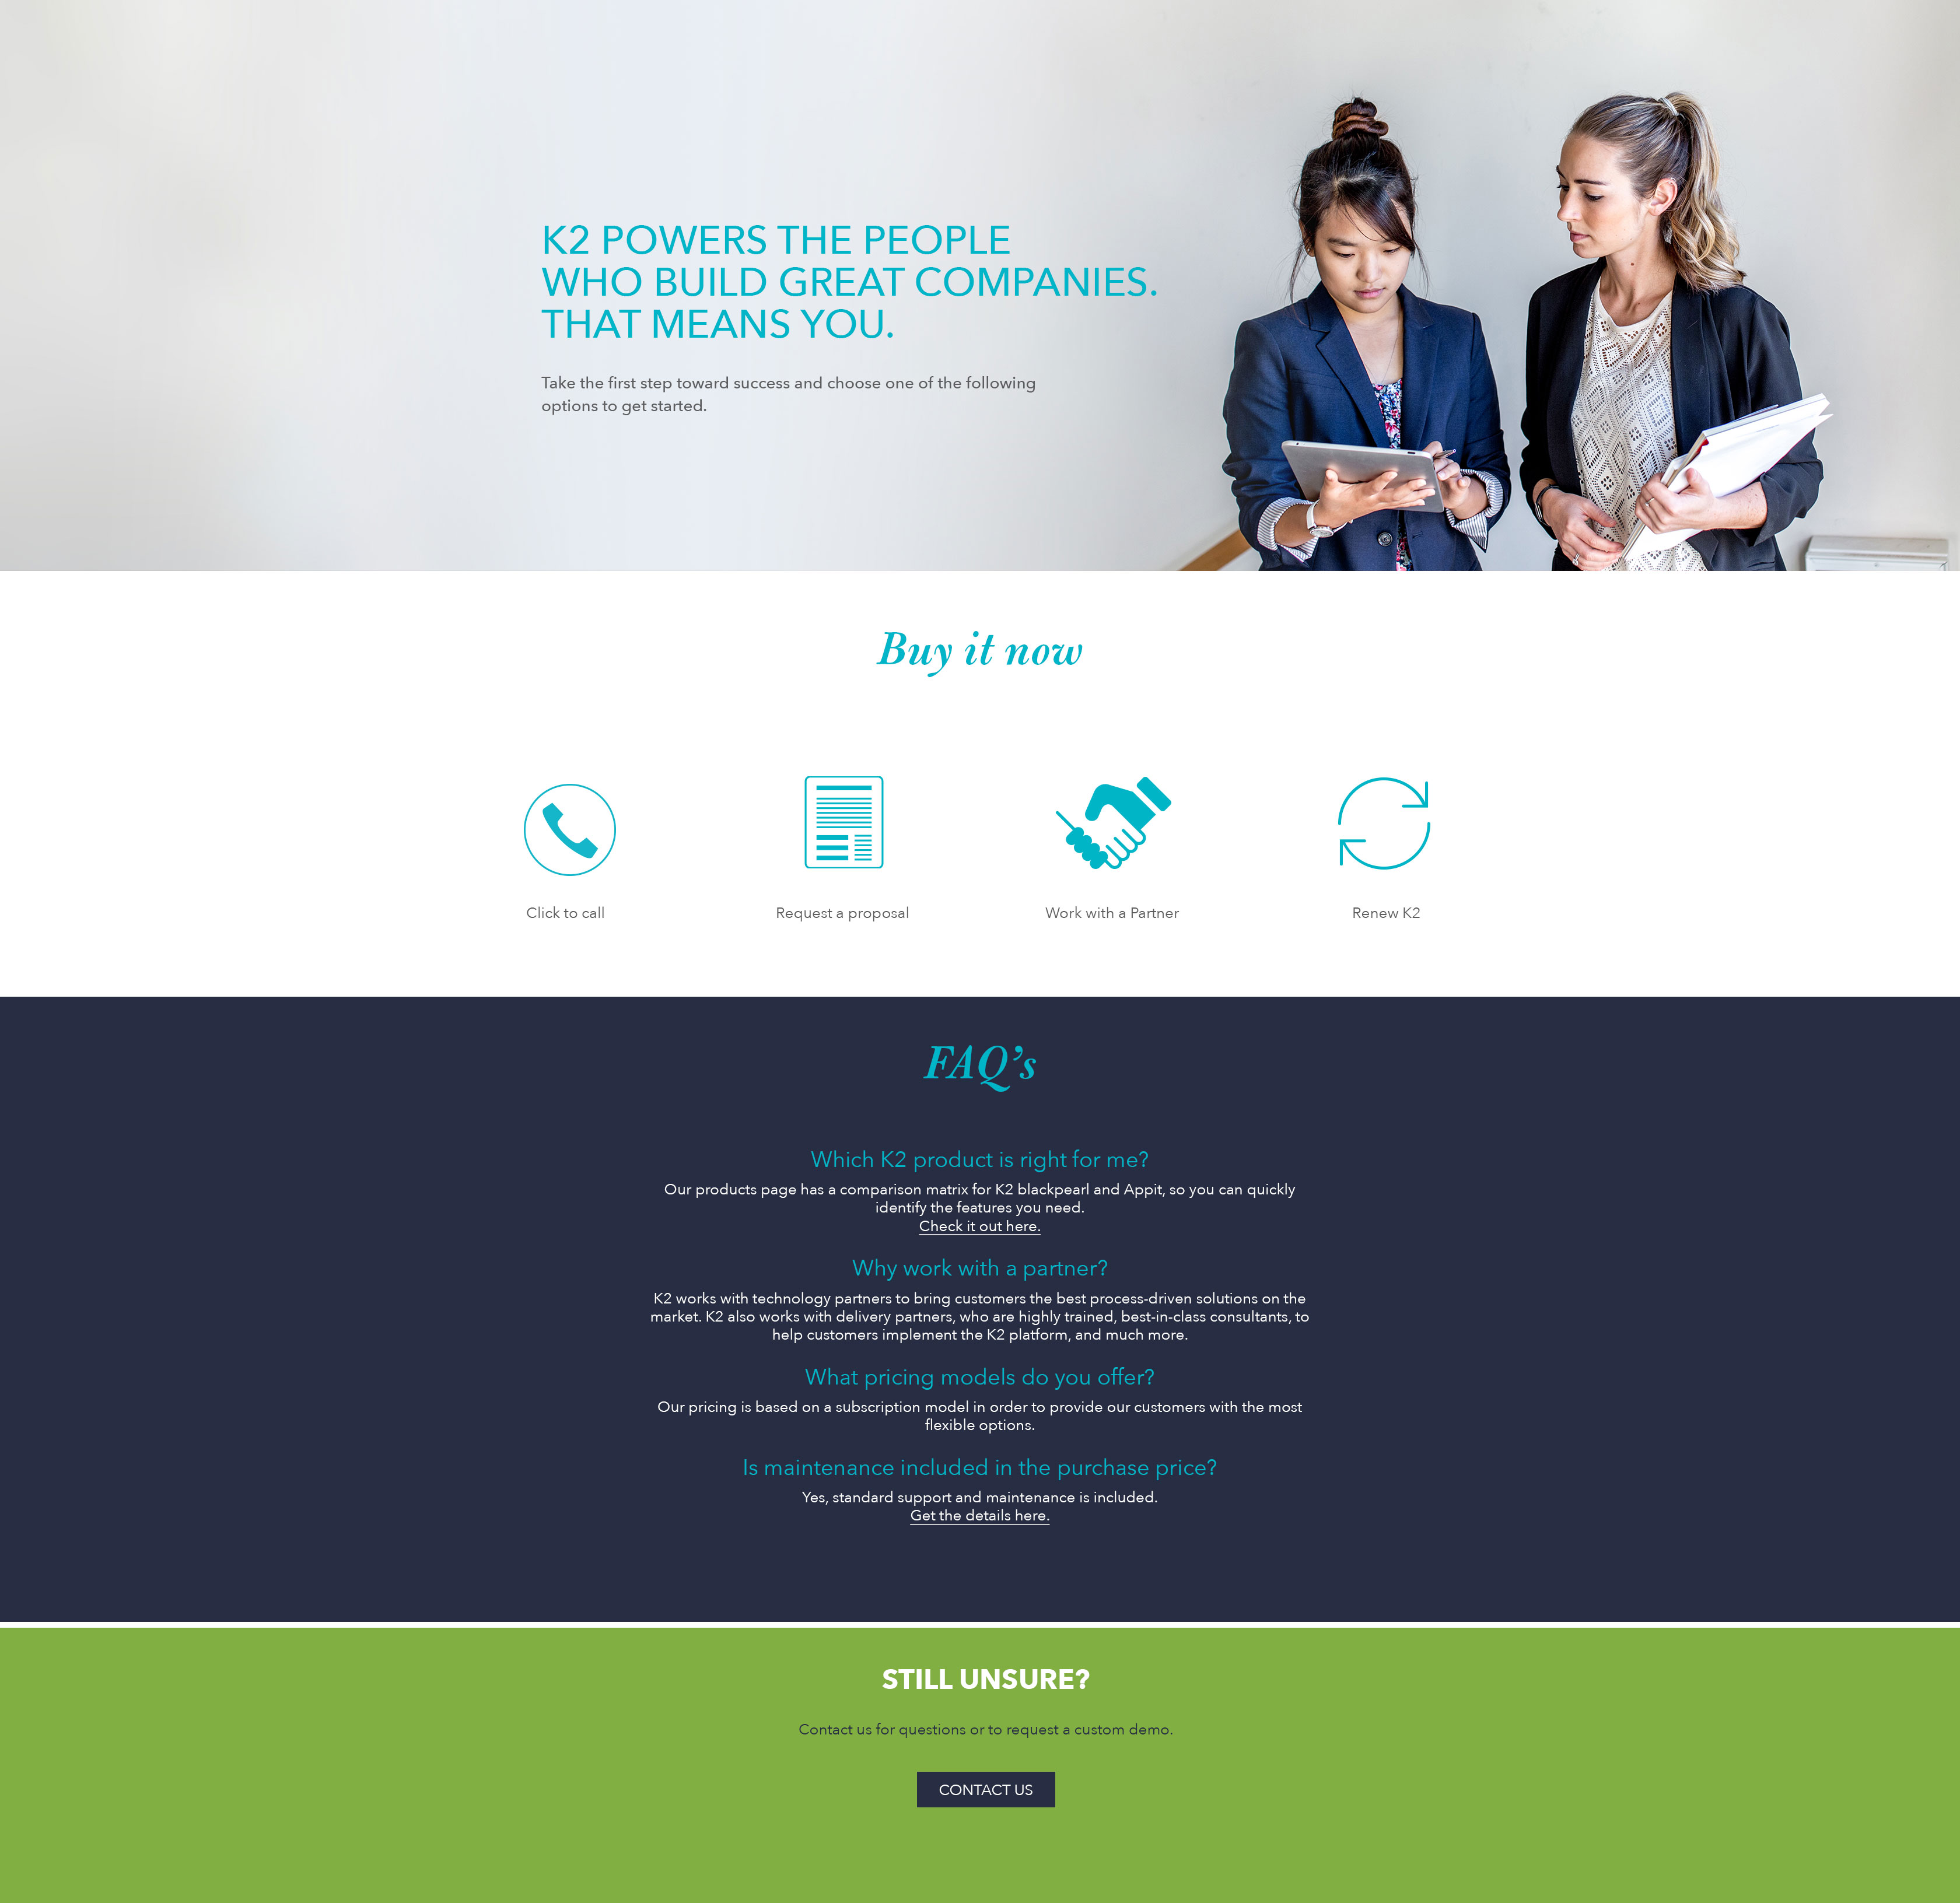 K2 POWERS THE PEOPLE
WHO BUILD GREAT COMPANIES.
THAT MEANS YOU.
Take the first step toward success and choose one of the following
options to get started.
Buy it now
Click to call
Request a proposal
Work with a Partner
Renew K2
FAQ’s
Which K2 product is right for me?
Our products page has a comparison matrix for K2 blackpearl and Appit, so you can quickly
identify the features you need.
Check it out here.
Why work with a partner?
K2 works with technology partners to bring customers the best process-driven solutions on the
market. K2 also works with delivery partners, who are highly trained, best-in-class consultants, to
help customers implement the K2 platform, and much more.
What pricing models do you offer?
Our pricing is based on a subscription model in order to provide our customers with the most
flexible options.
Is maintenance included in the purchase price?
Yes, standard support and maintenance is included.
Get the details here.
STILL UNSURE?
Contact us for questions or to request a custom demo.
CONTACT US